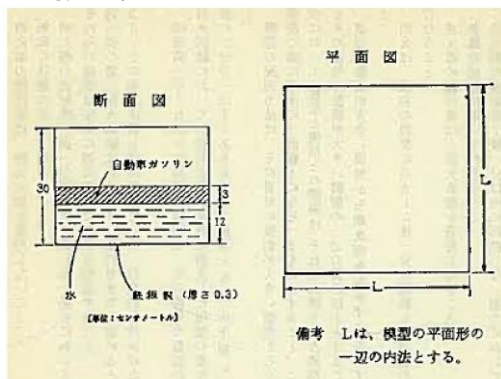 平面図
断面図
自動車ガソリン
30
3
12
水
鉄板製（厚さ0.3）
〔単位：センチメートル〕
L
L
備考　Lは、模型の平面形の
一辺の内法とする。